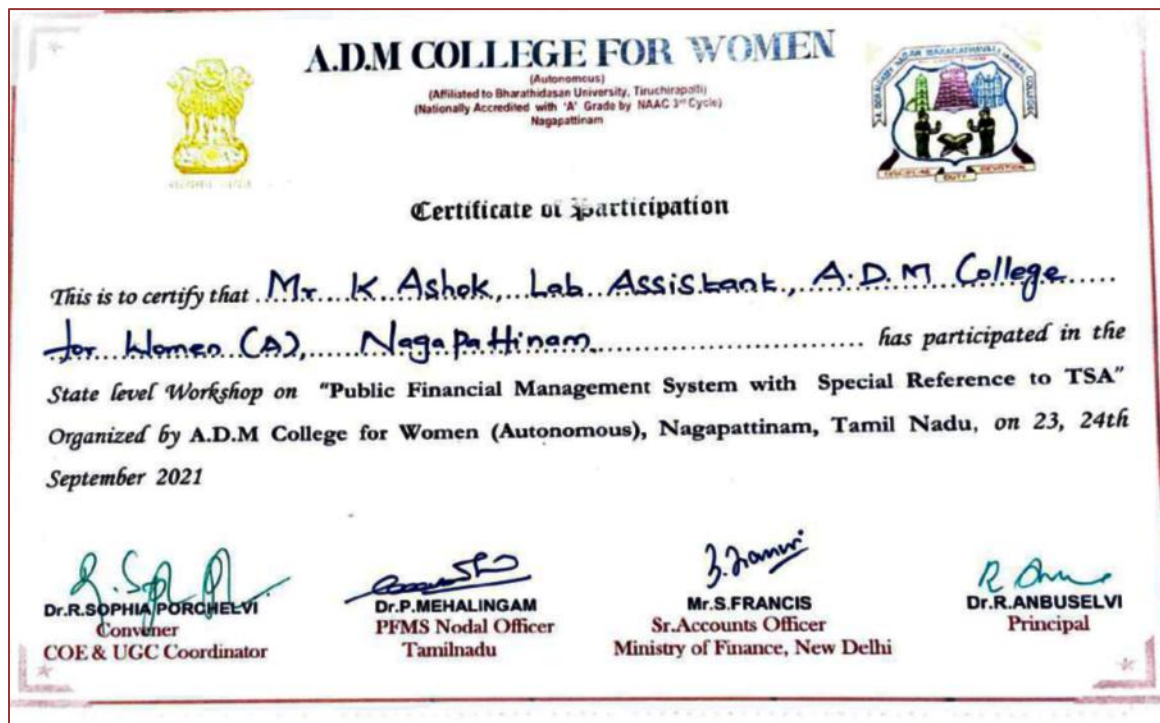 A.D.M COLLEGE FOR WOMEN
(Autonomous)
(Affiliated to Bharathidasan University, Tiruchirapalli)
(Nationally Accredited with 'A' Grade by NAAC 3rd Cycle)
Nagapattinam
DISCIPLINE DUTY DEVOTION
Certificate of Participation
This is to certify that Mr K Ashok, Lab Assistant, A.D.M College
for Women (A), Nagapattinam has participated in the
State level Workshop on "Public Financial Management System with Special Reference to TSA"
Organized by A.D.M College for Women (Autonomous), Nagapattinam, Tamil Nadu, on 23, 24th
September 2021
Dr.R.SOPHIA PORCHELVI Dr.P.MEHALINGAM Mr.S.FRANCIS Dr.R.ANBUSELVI
Convener PFMS Nodal Officer Sr.Accounts Officer Principal
COE & UGC Coordinator Tamilnadu Ministry of Finance, New Delhi